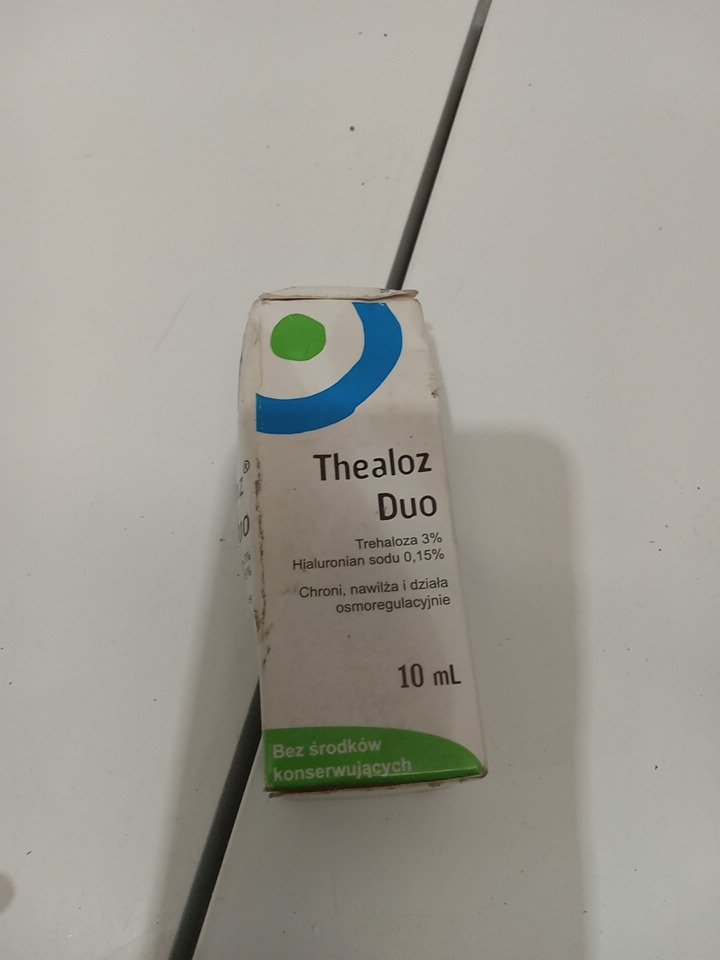 Thealoz
Duo
Trehaloza 3%
Hialuronian sodu 0,15%
Chroni, nawilża i działa
osmoregulacyjnie
10 mL
Bez środków
konserwujących